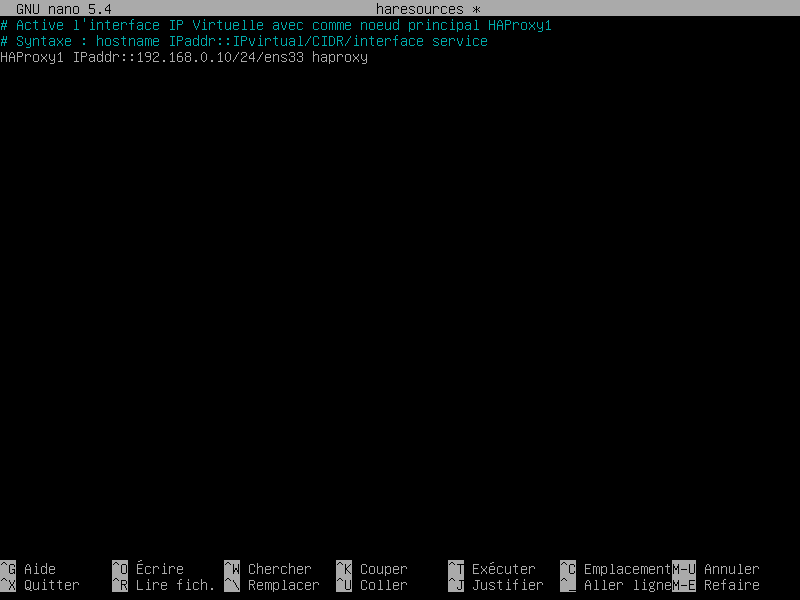 GNU nano 5.4 haresources *
# Active l'interface IP Virtuelle avec comme noeud principal HAProxy1
# Syntaxe : hostname IPaddr::IPvirtual/CIDR/interface service
HAProxy1 IPaddr::192.168.0.10/24/ens33 haproxy
^G Aide ^O Écrire ^W Chercher ^K Couper ^T Exécuter ^C Emplacement M-U Annuler
^X Quitter ^R Lire fich. ^\ Remplacer ^U Coller ^J Justifier ^_ Aller ligne M-E Refaire